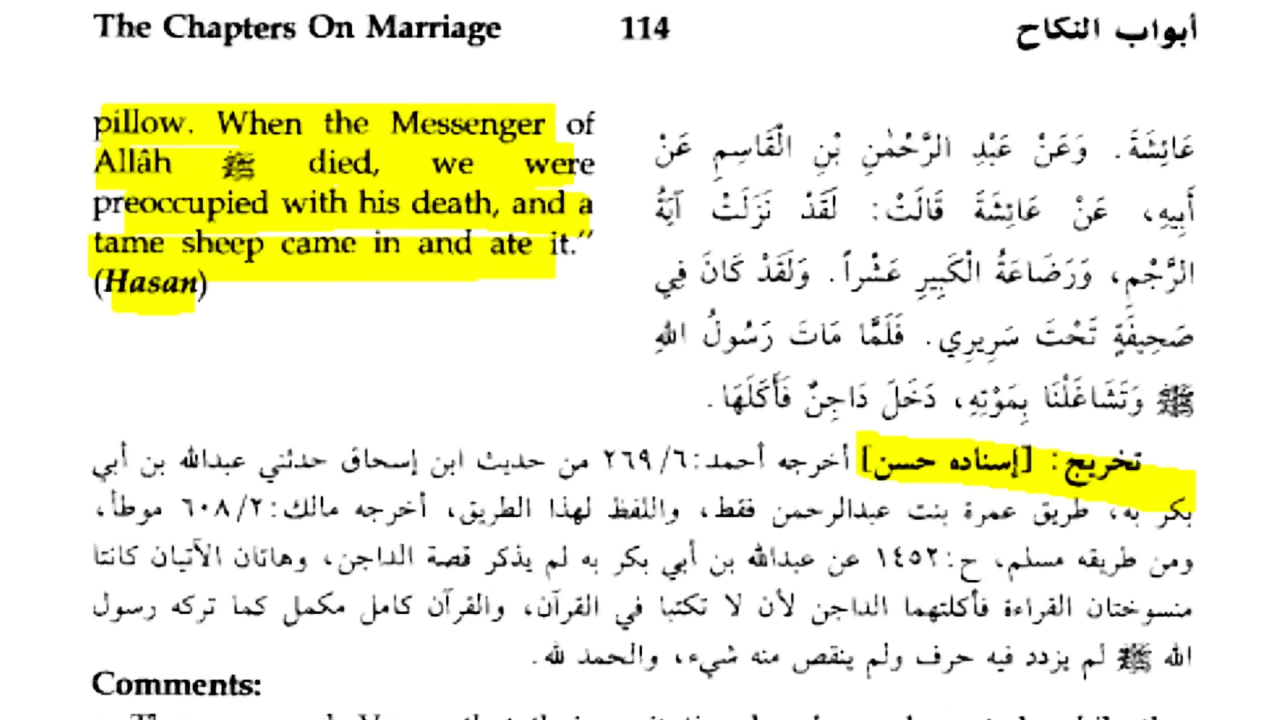 The Chapters On Marriage 114 أبواب النكاح
pillow. When the Messenger of
Allâh ﷺ died, we were
preoccupied with his death, and a
tame sheep came in and ate it."
(Hasan)
عَائِشَةَ. وَعَنْ عَبْدِ الرَّحْمٰنِ بْنِ الْقَاسِمِ عَنْ
أَبِيهِ، عَنْ عَائِشَةَ قَالَتْ: لَقَدْ نَزَلَتْ آيَةُ
الرَّجْمِ، وَرَضَاعَةُ الْكَبِيرِ عَشْراً. وَلَقَدْ كَانَ فِي
صَحِيفَةٍ تَحْتَ سَرِيرِي. فَلَمَّا مَاتَ رَسُولُ اللهِ
ﷺ وَتَشَاغَلْنَا بِمَوْتِهِ، دَخَلَ دَاجِنٌ فَأَكَلَهَا.
تخريج: [إسناده حسن] أخرجه أحمد: ٢٦٩/٦ من حديث ابن إسحاق حدثني عبدالله بن أبي
بكر به، طريق عمرة بنت عبدالرحمن فقط، واللفظ لهذا الطريق، أخرجه مالك: ٦٠٨/٢ موطأ،
ومن طريقه مسلم، ح: ١٤٥٢ عن عبدالله بن أبي بكر به لم يذكر قصة الداجن، وهاتان الآتيان كانتا
منسوختان القراءة فأكلتهما الداجن لأن لا تكتبا في القرآن، والقرآن كامل مكمل كما تركه رسول
الله ﷺ لم يزدد فيه حرف ولم ينقص منه شيء، والحمد لله.
Comments: